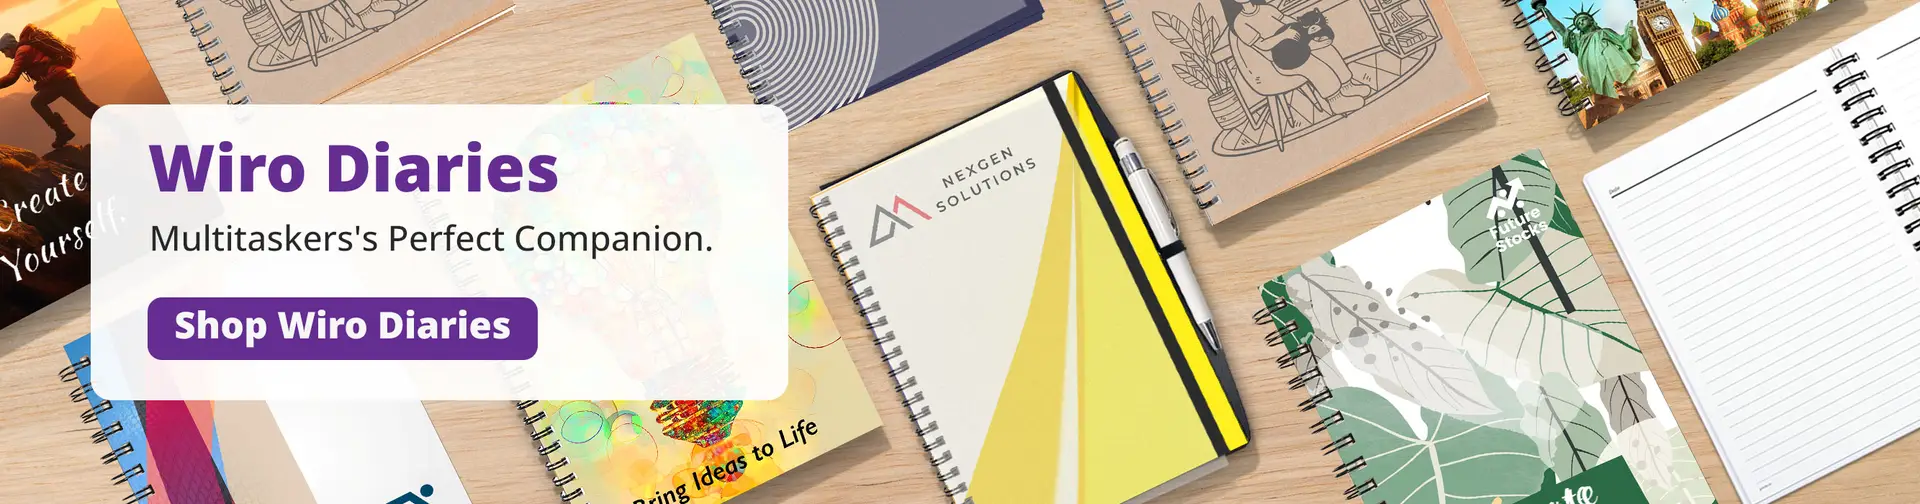 Wiro Diaries
Multitaskers's Perfect Companion.
Shop Wiro Diaries
Create
Yourself.
Bring Ideas to Life
NEXGEN
SOLUTIONS
Future
Stocks